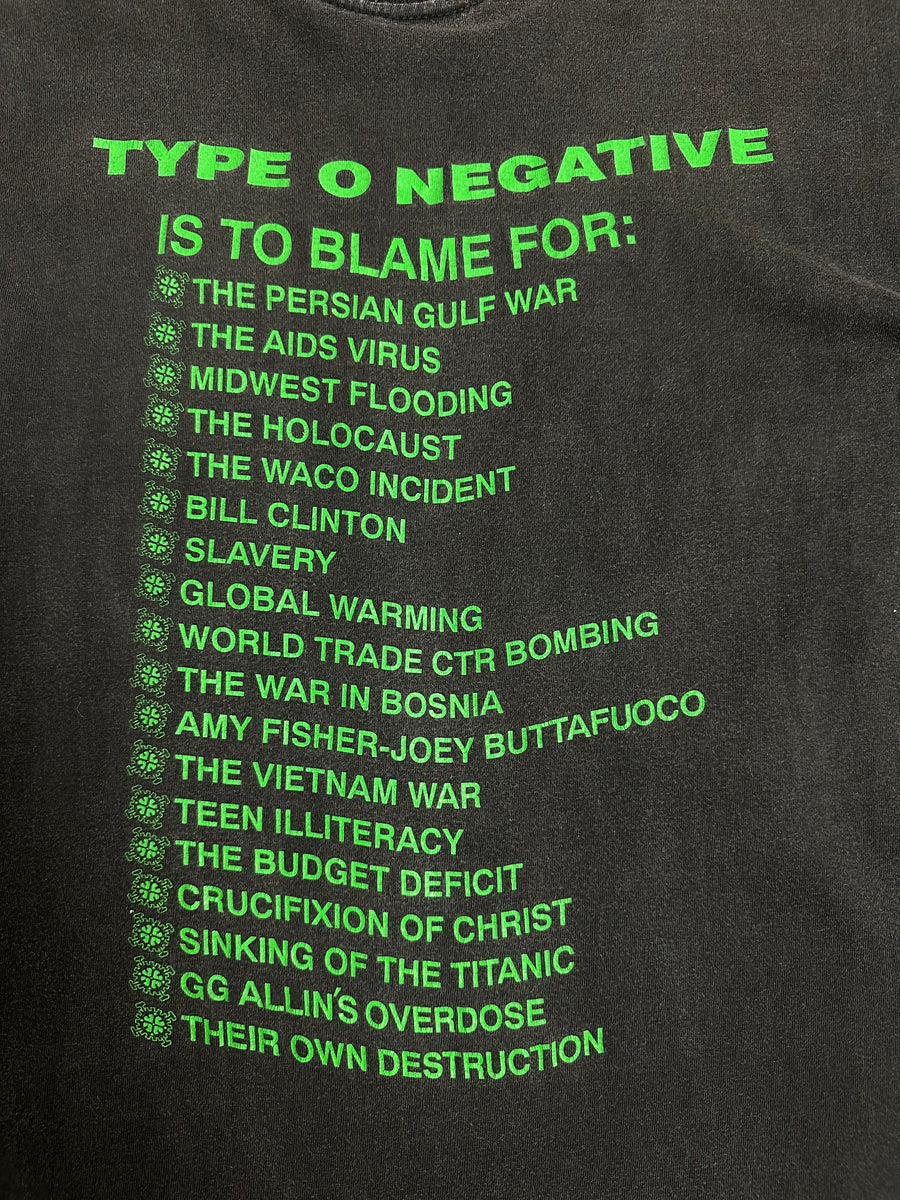 TYPE O NEGATIVE
IS TO BLAME FOR:
THE PERSIAN GULF WAR
THE AIDS VIRUS
MIDWEST FLOODING
THE HOLOCAUST
THE WACO INCIDENT
BILL CLINTON
SLAVERY
GLOBAL WARMING
WORLD TRADE CTR BOMBING
THE WAR IN BOSNIA
AMY FISHER-JOEY BUTTAFUOCO
THE VIETNAM WAR
TEEN ILLITERACY
THE BUDGET DEFICIT
CRUCIFIXION OF CHRIST
SINKING OF THE TITANIC
GG ALLIN'S OVERDOSE
THEIR OWN DESTRUCTION